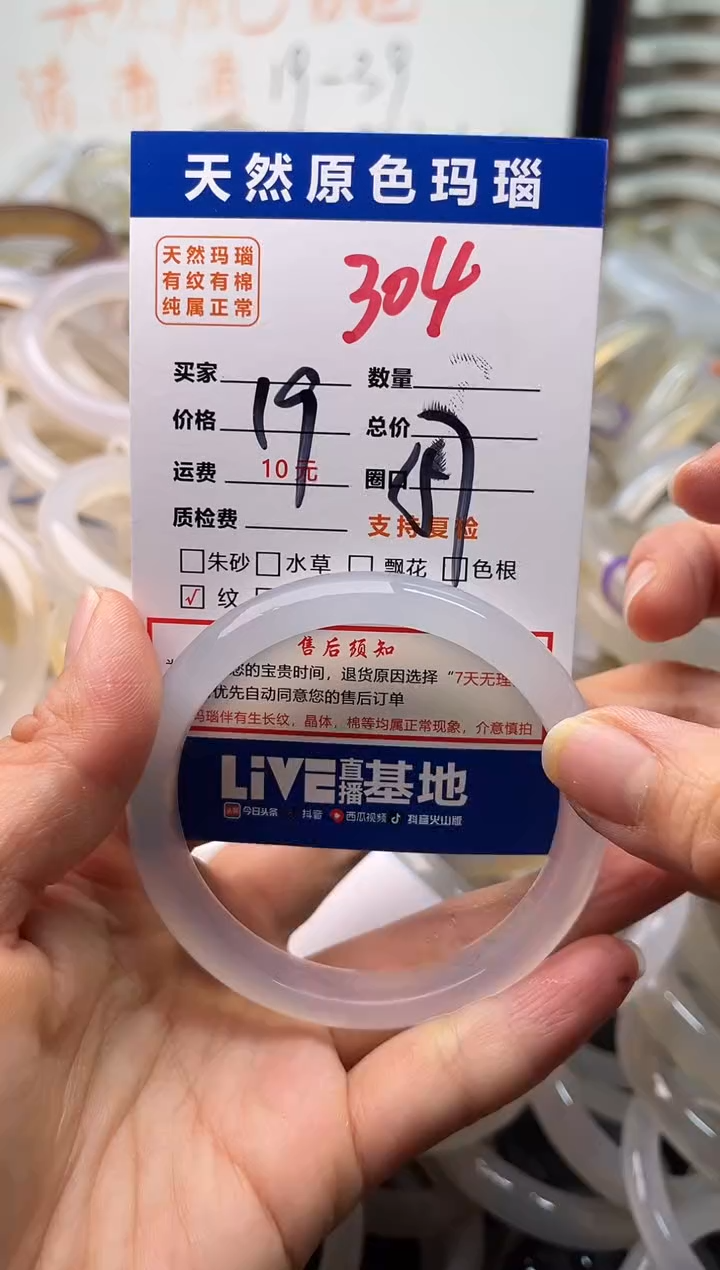 19-39
天然原色玛瑙
天然玛瑙
有纹有棉
纯属正常
304
买家 数量
价格 19 总价
运费 10元 圈口
质检费 支持复检
□朱砂 □水草 □飘花 □色根
☑纹
售后须知
您的宝贵时间，退货原因选择“7天无理
优先自动同意您的售后订单
玛瑙伴有生长纹，晶体，棉等均属正常现象，介意慎拍
LiVE直播基地
头条 今日头条 抖音 西瓜视频 抖音火山版